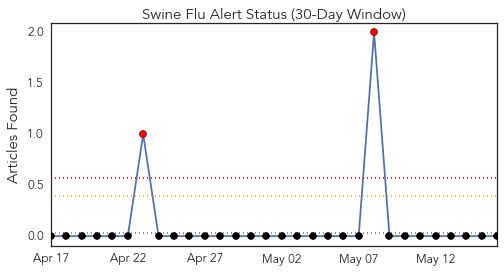 Swine Flu Alert Status (30-Day Window)
Articles Found
2.0
1.5
1.0
0.5
0.0
Apr 17
Apr 22
Apr 27
May 02
May 07
May 12